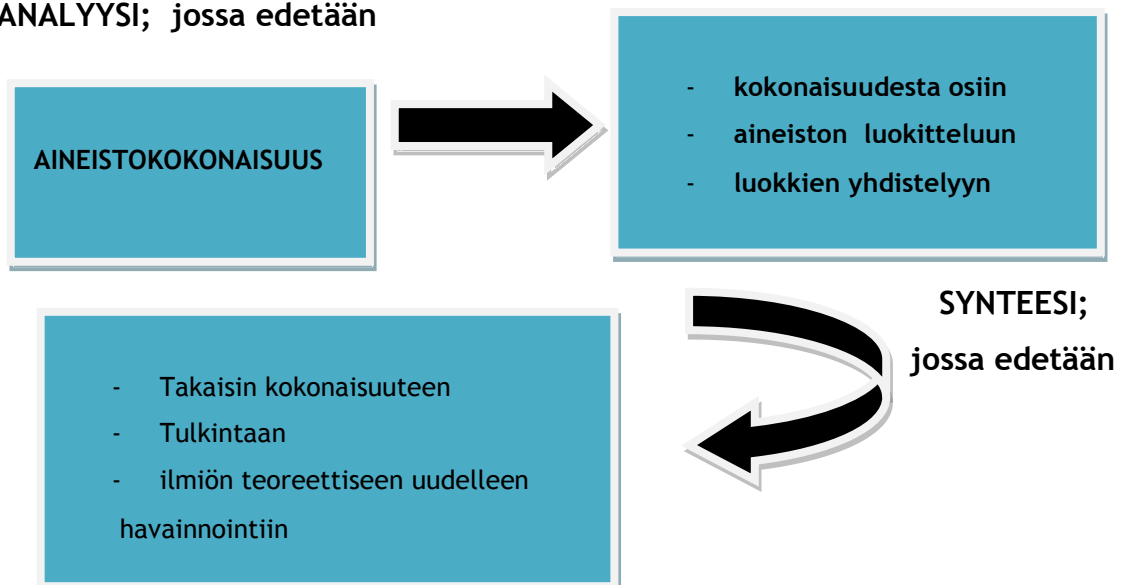 ANALYYSI; jossa edetään
AINEISTOKOKONAISUUS
- kokonaisuudesta osiin
- aineiston luokitteluun
- luokkien yhdistelyyn
SYNTEESI;
jossa edetään
- Takaisin kokonaisuuteen
- Tulkintaan
- ilmiön teoreettiseen uudelleen
havainnointiin